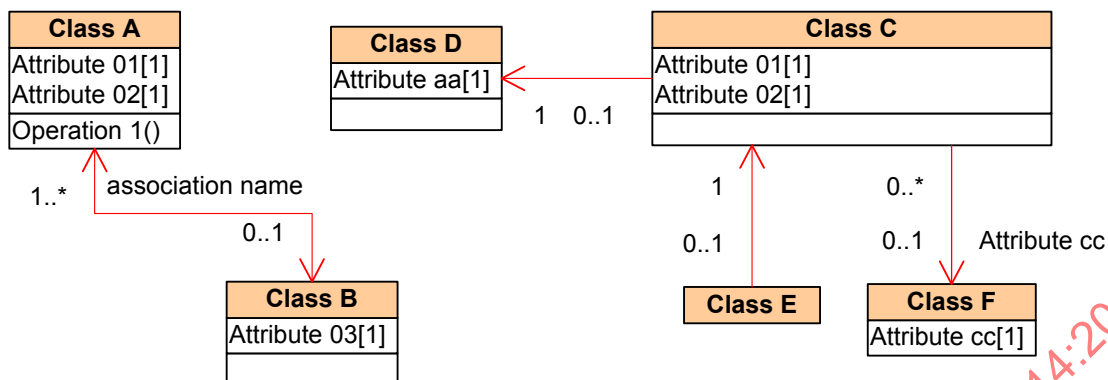 Class A
Attribute 01[1]
Attribute 02[1]
Operation 1()
Class D
Attribute aa[1]
Class C
Attribute 01[1]
Attribute 02[1]
1 0..1
1..*
association name
0..1
1
0..1
0..*
0..1 Attribute cc
Class B
Attribute 03[1]
Class E
Class F
Attribute cc[1]
14:20